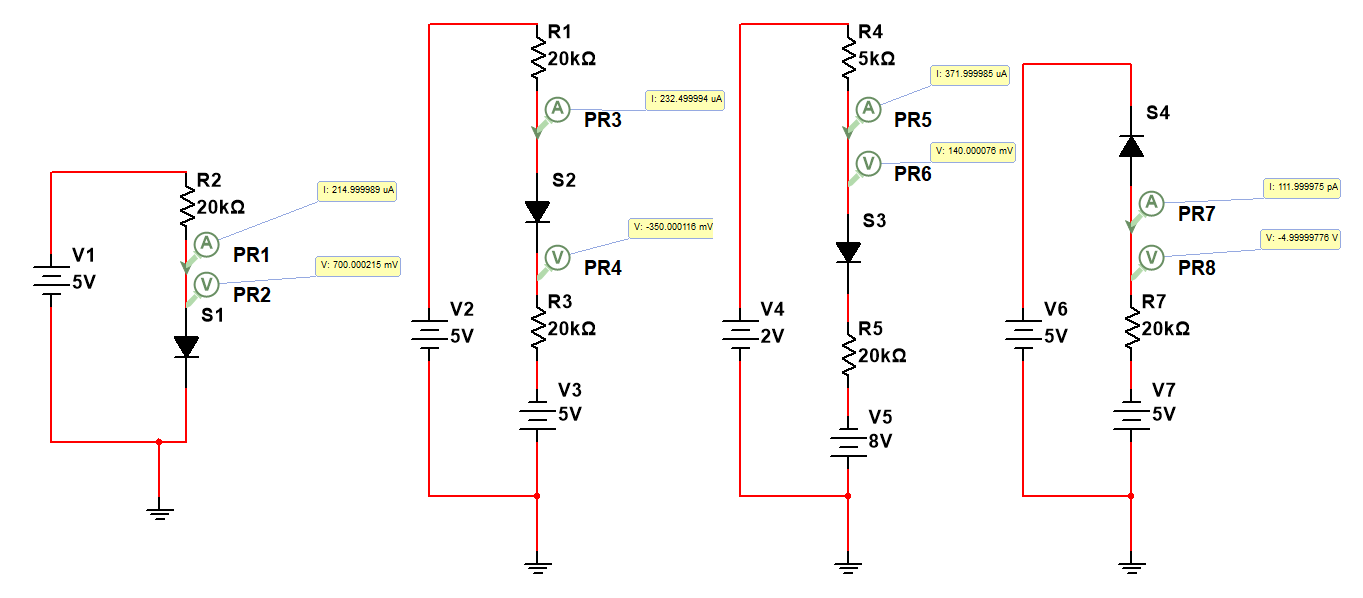 R2
20kΩ
I: 214.999989 uA
A
PR1
V: 700.000215 mV
V
PR2
S1
V1
5V
R1
20kΩ
I: 232.499994 uA
A
PR3
S2
V: -350.000116 mV
V
PR4
R3
20kΩ
V2
5V
V3
5V
R4
5kΩ
I: 371.999985 uA
A
PR5
V: 140.000076 mV
V
PR6
S3
V4
2V
R5
20kΩ
V5
8V
S4
I: 111.999975 pA
A
PR7
V: -4.99999776 V
V
PR8
R7
20kΩ
V6
5V
V7
5V